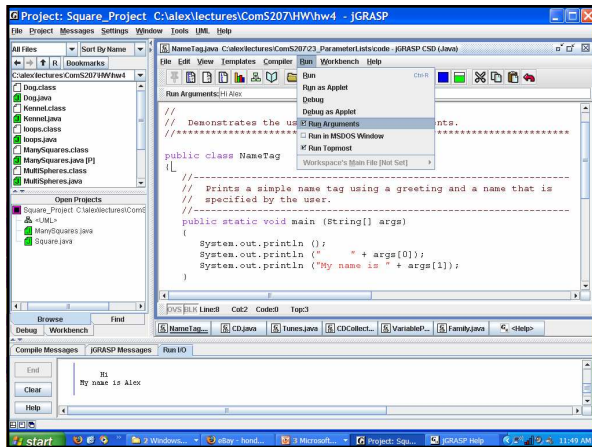 Project: Square_Project C:\alex\lectures\ComS207\HW\hw4 - jGRASP
File Project Messages Settings Window Tools UML Help
All Files Sort By Name
R Bookmarks
C:\alex\lectures\ComS207\HW\hw4
Dog.class
Dog.java
Kennel.class
Kennel.java
loops.class
loops.java
ManySquares.class
ManySquares.java [P]
MultiSpheres.class
MultiSpheres.java
Open Projects
Square_Project C:\alex\lectures\ComS
<UML>
ManySquares.java
Square.java
Browse Find
Debug Workbench
NameTag.java C:\alex\lectures\ComS207\23_ParameterLists\code - jGRASP CSD (Java)
File Edit View Templates Compiler Run Workbench Help
Run Arguments: Hi Alex
Run Ctrl-R
Run as Applet
Debug
Debug as Applet
Run Arguments
Run in MSDOS Window
Run Topmost
Workspace's Main File [Not Set]
//
// Demonstrates the us nts.
//********************
public class NameTag
{
//-----------------------------------------------------------
// Prints a simple name tag using a greeting and a name that is
// specified by the user.
//-----------------------------------------------------------
public static void main (String[] args)
{
System.out.println ();
System.out.println ("     " + args[0]);
System.out.println ("My name is " + args[1]);
}
OVS BLK Line:8 Col:2 Code:0 Top:3
NameTag.... CD.java Tunes.java CDCollect... VariableP... Family.java <Help>
Compile Messages jGRASP Messages Run I/O
End
Clear
Help
Hi
My name is Alex
start 2 Windows... eBay - hond... 3 Microsoft... Project: Squ... jGRASP Help 11:49 AM